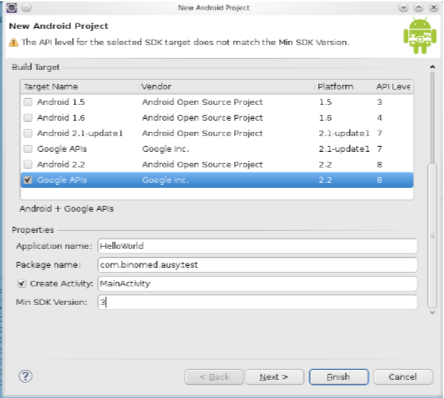 New Android Project
New Android Project
The API level for the selected SDK target does not match the Min SDK Version.
Build Target
Target Name Vendor Platform API Leve
Android 1.5 Android Open Source Project 1.5 3
Android 1.6 Android Open Source Project 1.6 4
Android 2.1-update1 Android Open Source Project 2.1-update1 7
Google APIs Google Inc. 2.1-update1 7
Android 2.2 Android Open Source Project 2.2 8
Google APIs Google Inc. 2.2 8
Android + Google APIs
Properties
Application name: HelloWorld
Package name: com.binomed.ausy.test
Create Activity: MainActivity
Min SDK Version: 3
? < Back Next > Finish Cancel